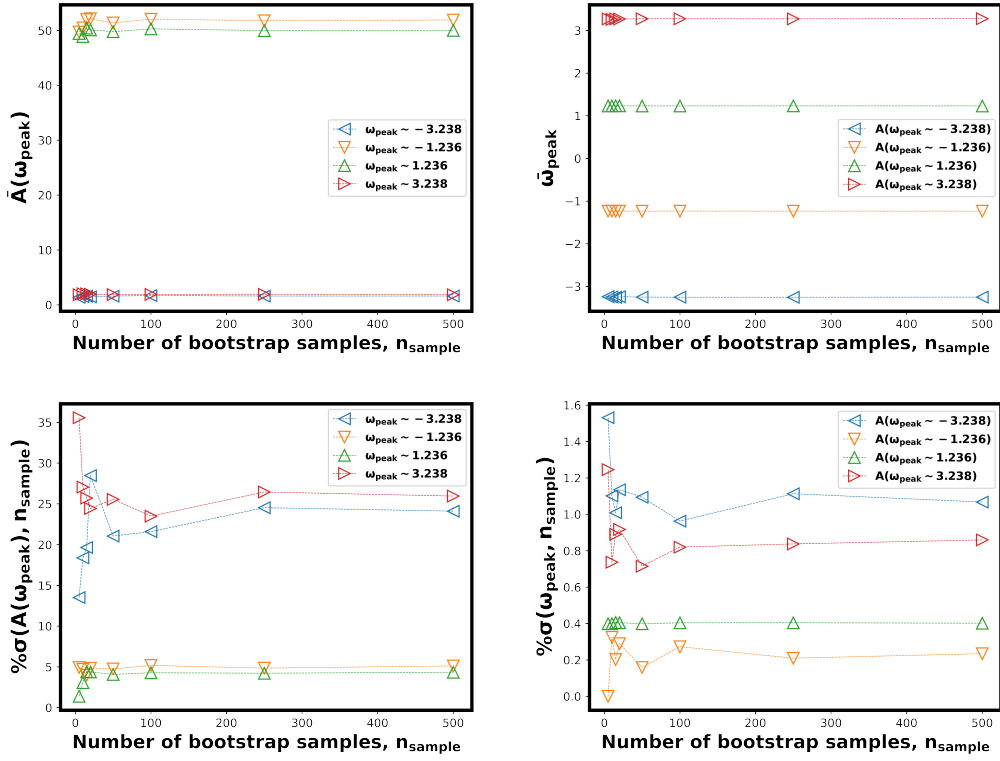 50
40
30
20
10
0
Ā(ω_peak)
ω_peak ~ −3.238
ω_peak ~ −1.236
ω_peak ~ 1.236
ω_peak ~ 3.238
0 100 200 300 400 500
Number of bootstrap samples, n_sample
3
2
1
0
−1
−2
−3
ω̄_peak
A(ω_peak ~ −3.238)
A(ω_peak ~ −1.236)
A(ω_peak ~ 1.236)
A(ω_peak ~ 3.238)
0 100 200 300 400 500
Number of bootstrap samples, n_sample
35
30
25
20
15
10
5
0
%σ(A(ω_peak), n_sample)
ω_peak ~ −3.238
ω_peak ~ −1.236
ω_peak ~ 1.236
ω_peak ~ 3.238
0 100 200 300 400 500
Number of bootstrap samples, n_sample
1.6
1.4
1.2
1.0
0.8
0.6
0.4
0.2
0.0
%σ(ω_peak, n_sample)
A(ω_peak ~ −3.238)
A(ω_peak ~ −1.236)
A(ω_peak ~ 1.236)
A(ω_peak ~ 3.238)
0 100 200 300 400 500
Number of bootstrap samples, n_sample